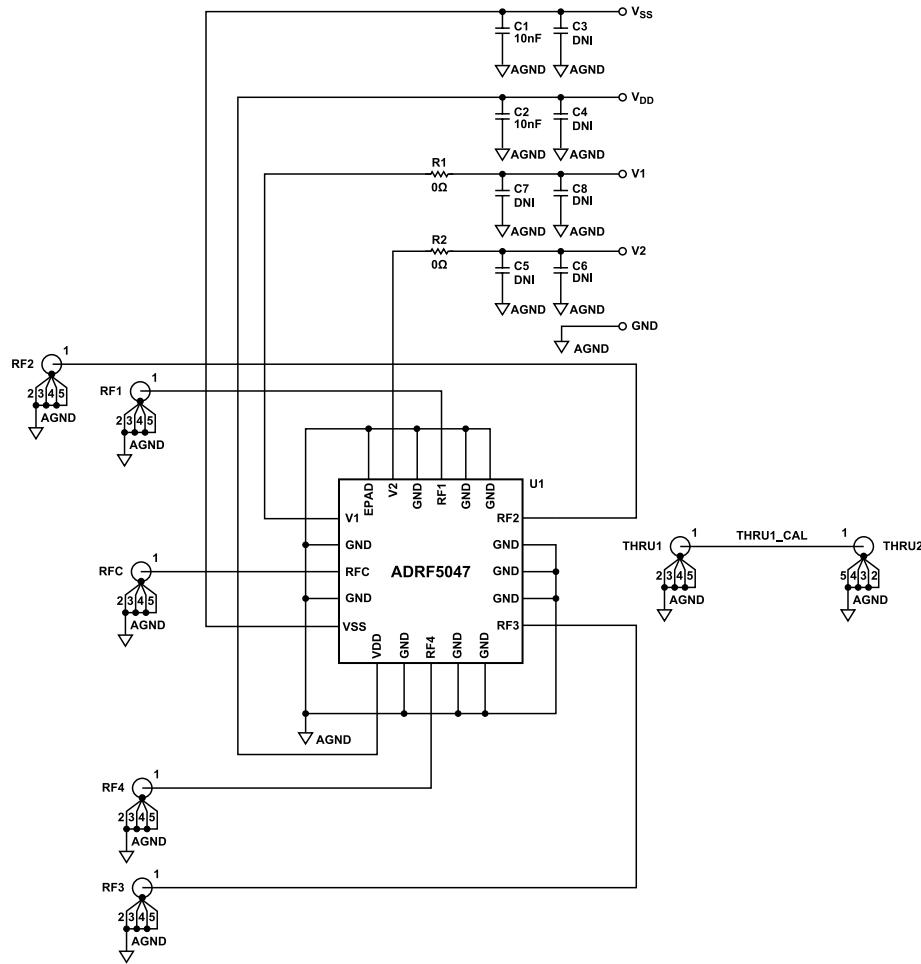 C1
10nF
C3
DNI
VSS
AGND
AGND
C2
10nF
C4
DNI
VDD
AGND
AGND
R1
0Ω
C7
DNI
C8
DNI
V1
AGND
AGND
R2
0Ω
C5
DNI
C6
DNI
V2
AGND
AGND
GND
AGND
RF2
1
2 3 4 5
AGND
RF1
1
2 3 4 5
AGND
EPAD
V2
GND
RF1
GND
GND
U1
V1
GND
RFC
GND
VSS
ADRF5047
RF2
GND
GND
GND
RF3
VDD
GND
RF4
GND
GND
AGND
RFC
1
2 3 4 5
AGND
THRU1
1
THRU1_CAL
1
THRU2
2 3 4 5
AGND
5 4 3 2
AGND
RF4
1
2 3 4 5
AGND
RF3
1
2 3 4 5
AGND